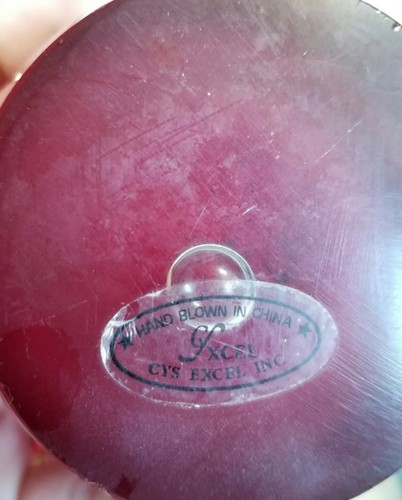 ★ HAND BLOWN IN CHINA ★
EXCEL
CYS EXCEL INC